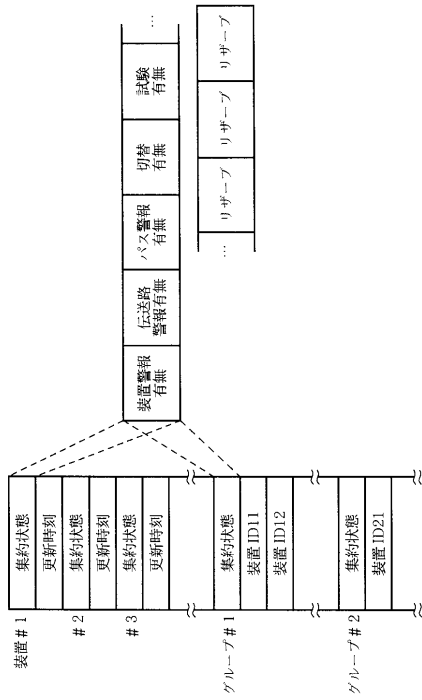 装置#1
集約状態
更新時刻
#2
集約状態
更新時刻
#3
集約状態
更新時刻
グループ#1
集約状態
装置ID11
装置ID12
グループ#2
集約状態
装置ID21
装置警報
有無
伝送路
警報有無
パス警報
有無
切替
有無
試験
有無
…
…
リザーブ
リザーブ
リザーブ